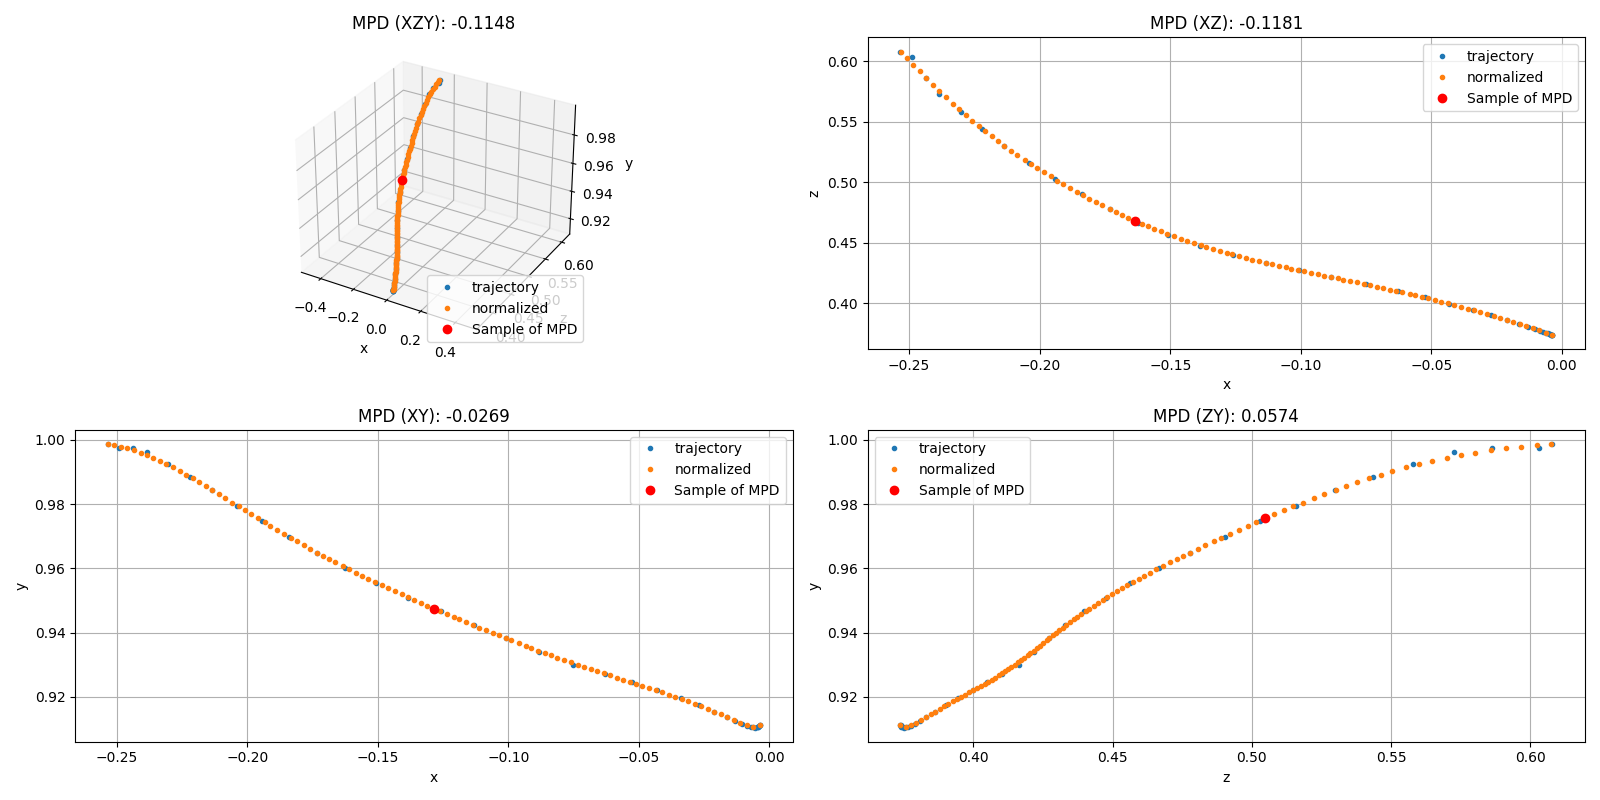 MPD (XZY): -0.1148
0.98
0.96
0.94
0.92
y
0.60
0.55
0.50
0.45
0.40
z
−0.4
−0.2
0.0
0.2
0.4
x
trajectory
normalized
Sample of MPD
MPD (XZ): -0.1181
0.60
0.55
0.50
0.45
0.40
z
trajectory
normalized
Sample of MPD
−0.25
−0.20
−0.15
−0.10
−0.05
0.00
x
MPD (XY): -0.0269
1.00
0.98
0.96
0.94
0.92
y
trajectory
normalized
Sample of MPD
−0.25
−0.20
−0.15
−0.10
−0.05
0.00
x
MPD (ZY): 0.0574
1.00
0.98
0.96
0.94
0.92
y
trajectory
normalized
Sample of MPD
0.40
0.45
0.50
0.55
0.60
z